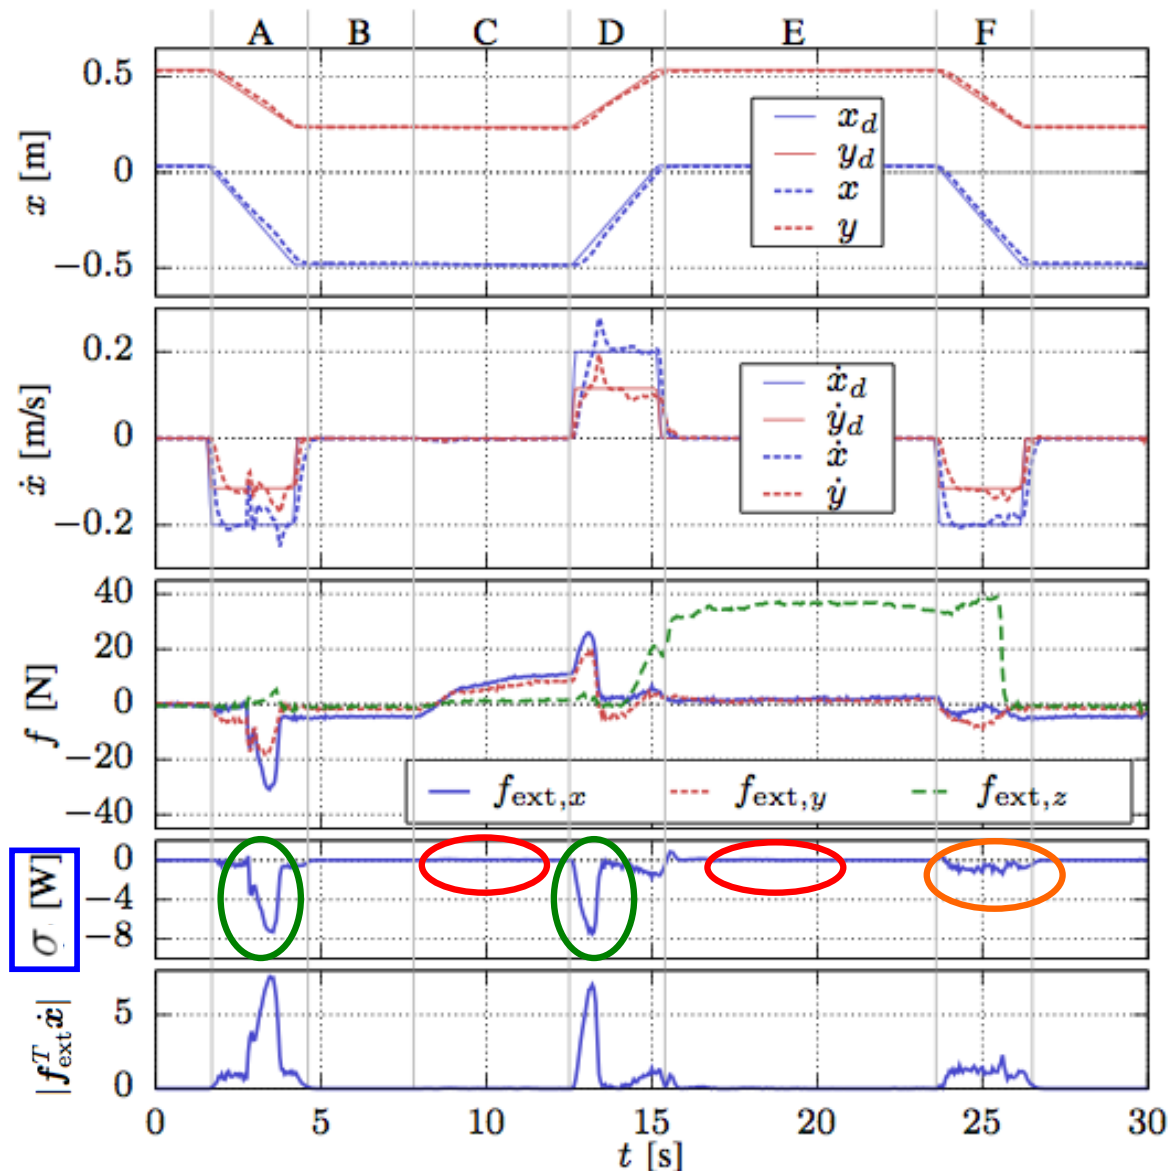 A B C D E F
0.5
0
−0.5
x [m]
x_d
y_d
x
y
0.2
0
−0.2
ẋ [m/s]
ẋ_d
ẏ_d
ẋ
ẏ
40
20
0
−20
−40
f [N]
f_ext,x f_ext,y f_ext,z
0
−4
−8
σ [W]
5
0
|f_ext^T ẋ|
0 5 10 15 20 25 30
t [s]